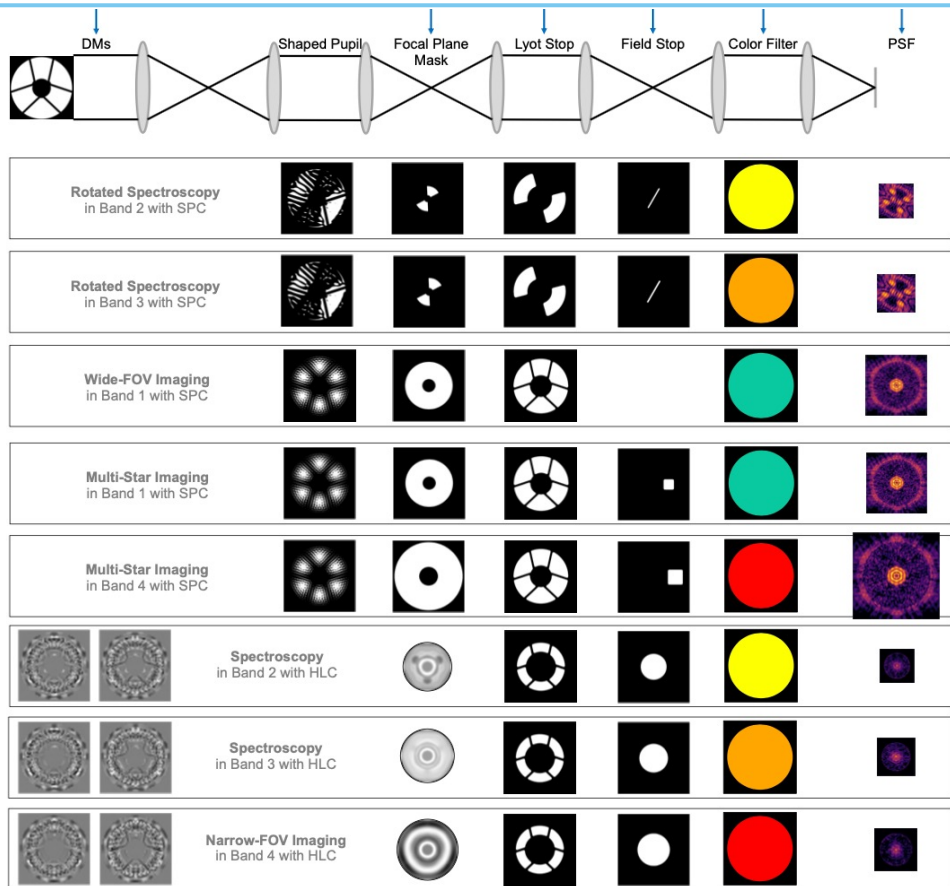 DMs
Shaped Pupil
Focal Plane
Mask
Lyot Stop
Field Stop
Color Filter
PSF
Rotated Spectroscopy
in Band 2 with SPC
Rotated Spectroscopy
in Band 3 with SPC
Wide-FOV Imaging
in Band 1 with SPC
Multi-Star Imaging
in Band 1 with SPC
Multi-Star Imaging
in Band 4 with SPC
Spectroscopy
in Band 2 with HLC
Spectroscopy
in Band 3 with HLC
Narrow-FOV Imaging
in Band 4 with HLC